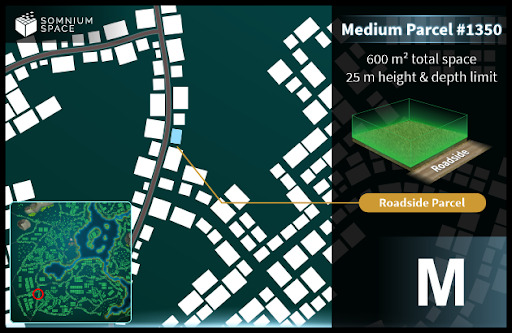 SOMNIUM
SPACE
Medium Parcel #1350
600 m² total space
25 m height & depth limit
Roadside
Roadside Parcel
M